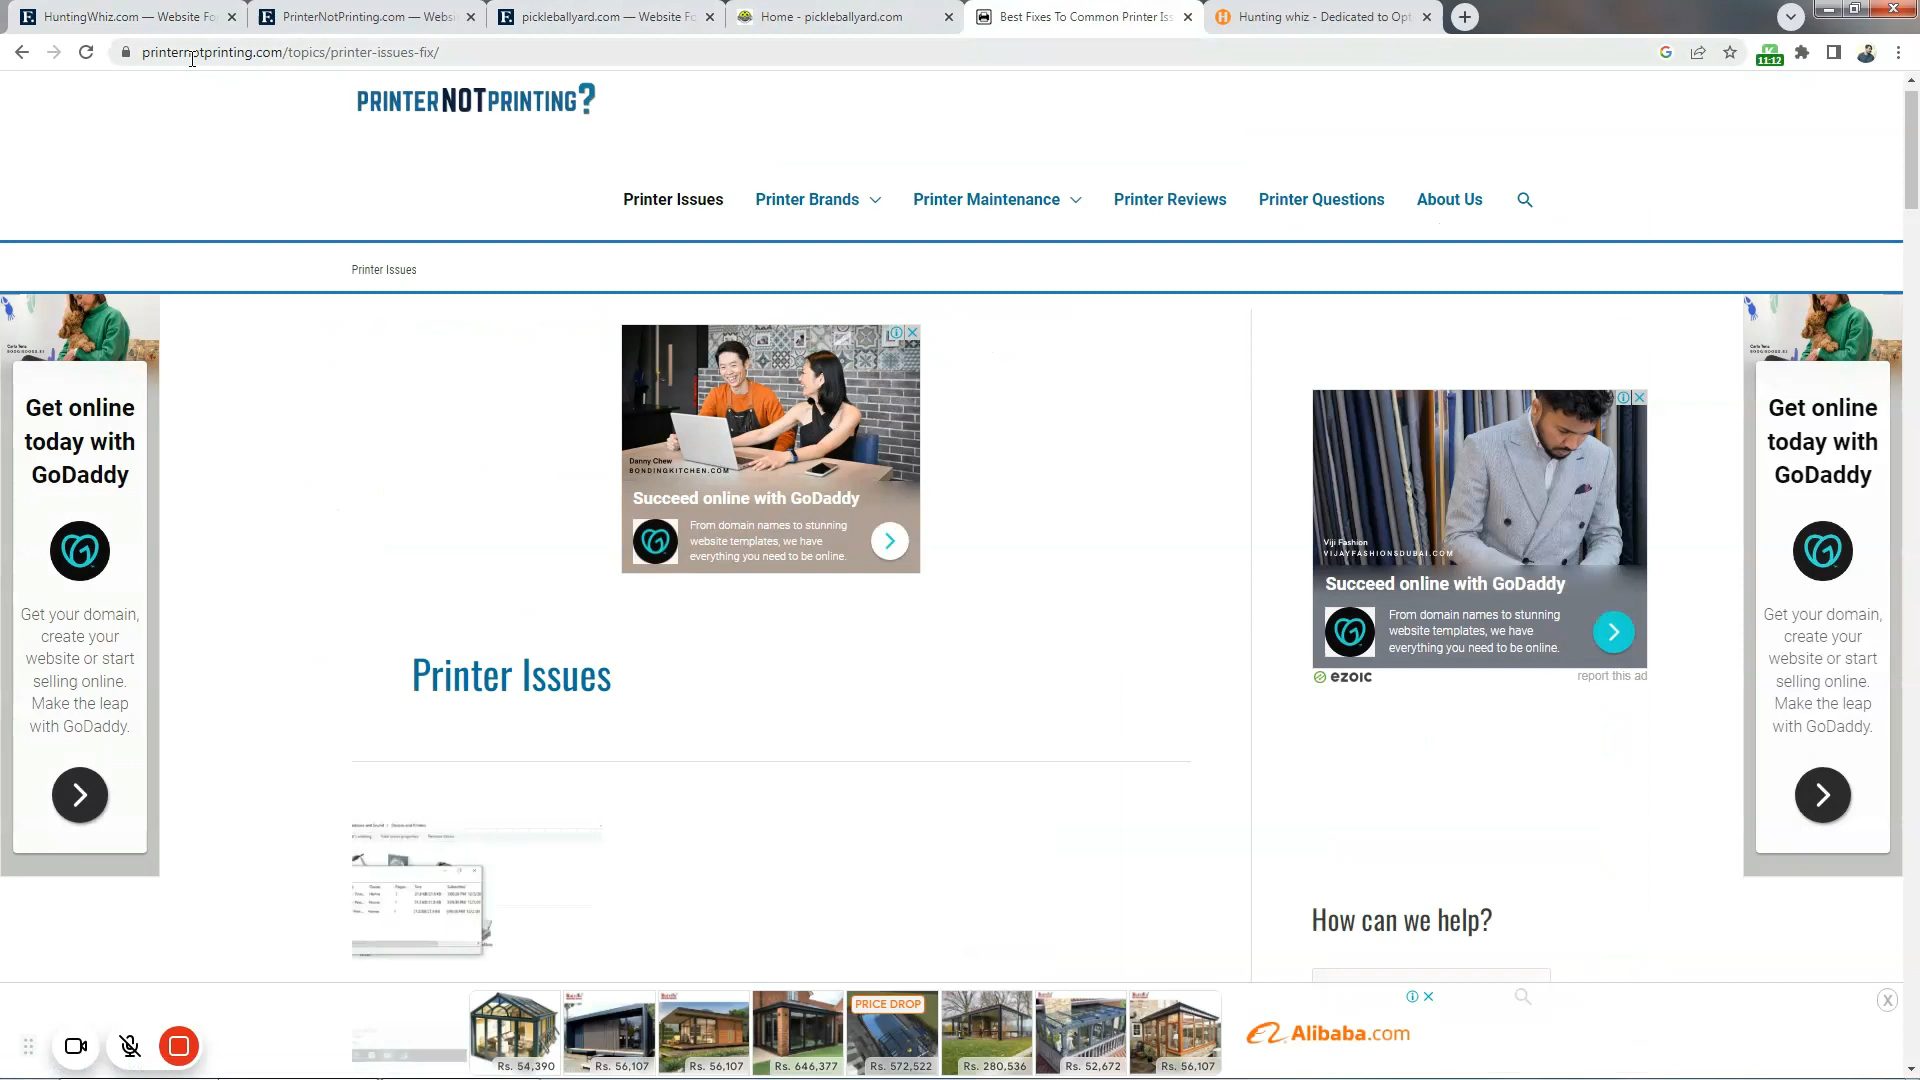 HuntingWhiz.com — Website Fo
PrinterNotPrinting.com — Websi
pickleballyard.com — Website Fo
Home - pickleballyard.com
Best Fixes To Common Printer Iss
Hunting whiz - Dedicated to Opt
printernotprinting.com/topics/printer-issues-fix/
11:12
PRINTERNOTPRINTING?
Printer Issues
Printer Brands
Printer Maintenance
Printer Reviews
Printer Questions
About Us
Printer Issues
Get online
today with
GoDaddy
Get your domain,
create your
website or start
selling online.
Make the leap
with GoDaddy.
Danny Chew
BONDINGKITCHEN.COM
Succeed online with GoDaddy
From domain names to stunning
website templates, we have
everything you need to be online.
Viji Fashion
VIJAYFASHIONSDUBAI.COM
Succeed online with GoDaddy
From domain names to stunning
website templates, we have
everything you need to be online.
ezoic
report this ad
Get online
today with
GoDaddy
Get your domain,
create your
website or start
selling online.
Make the leap
with GoDaddy.
Printer Issues
How can we help?
PRICE DROP
Rs. 54,390
Rs. 56,107
Rs. 56,107
Rs. 646,377
Rs. 572,522
Rs. 280,536
Rs. 52,672
Rs. 56,107
Alibaba.com